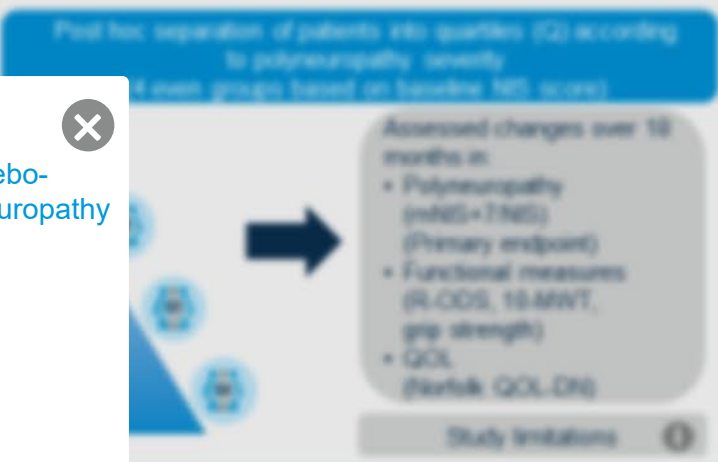 Post hoc separation of patients into quartiles (Q) according
to polyneuropathy severity
4 even groups based on baseline NIS score)
ebo-
europathy
Assessed changes over 18
months in:
• Polyneuropathy
(mNIS+7/NIS)
(Primary endpoint)
• Functional measures
(R-ODS, 10-MWT,
grip strength)
• QOL
(Norfolk QOL-DN)
Study limitations